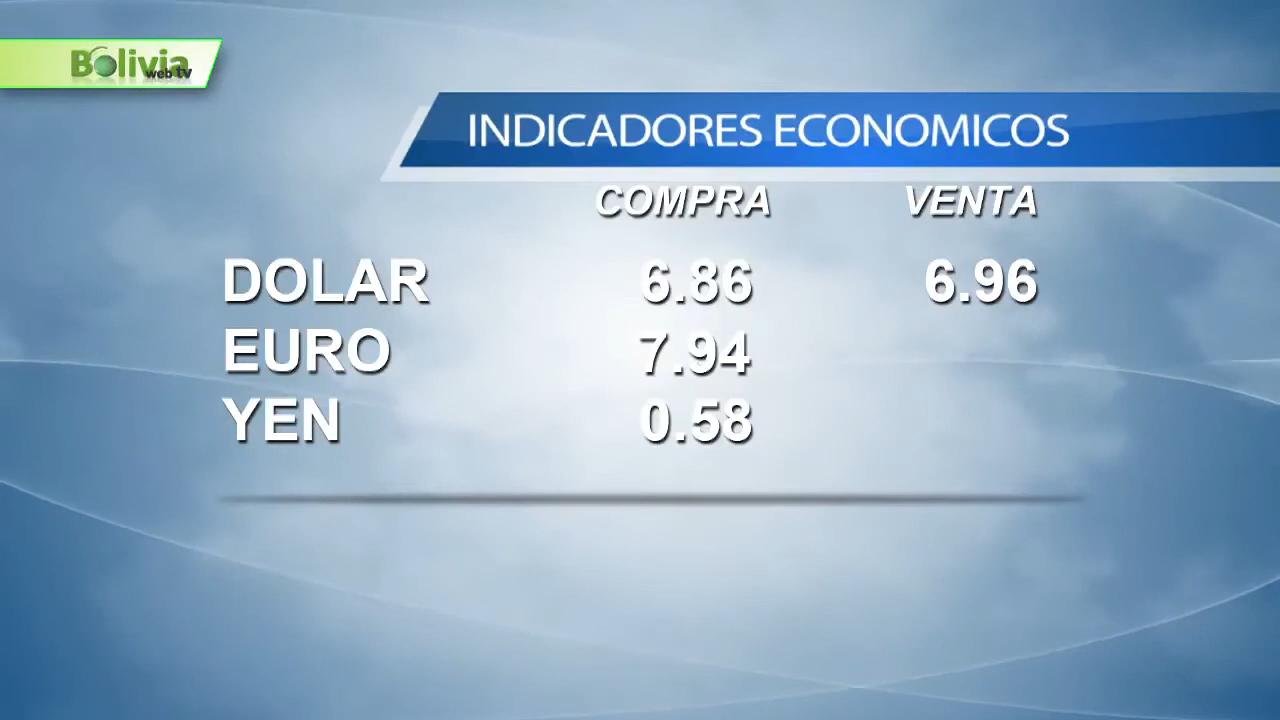 Bolivia
web tv
INDICADORES ECONOMICOS
COMPRA VENTA
DOLAR 6.86 6.96
EURO 7.94
YEN 0.58